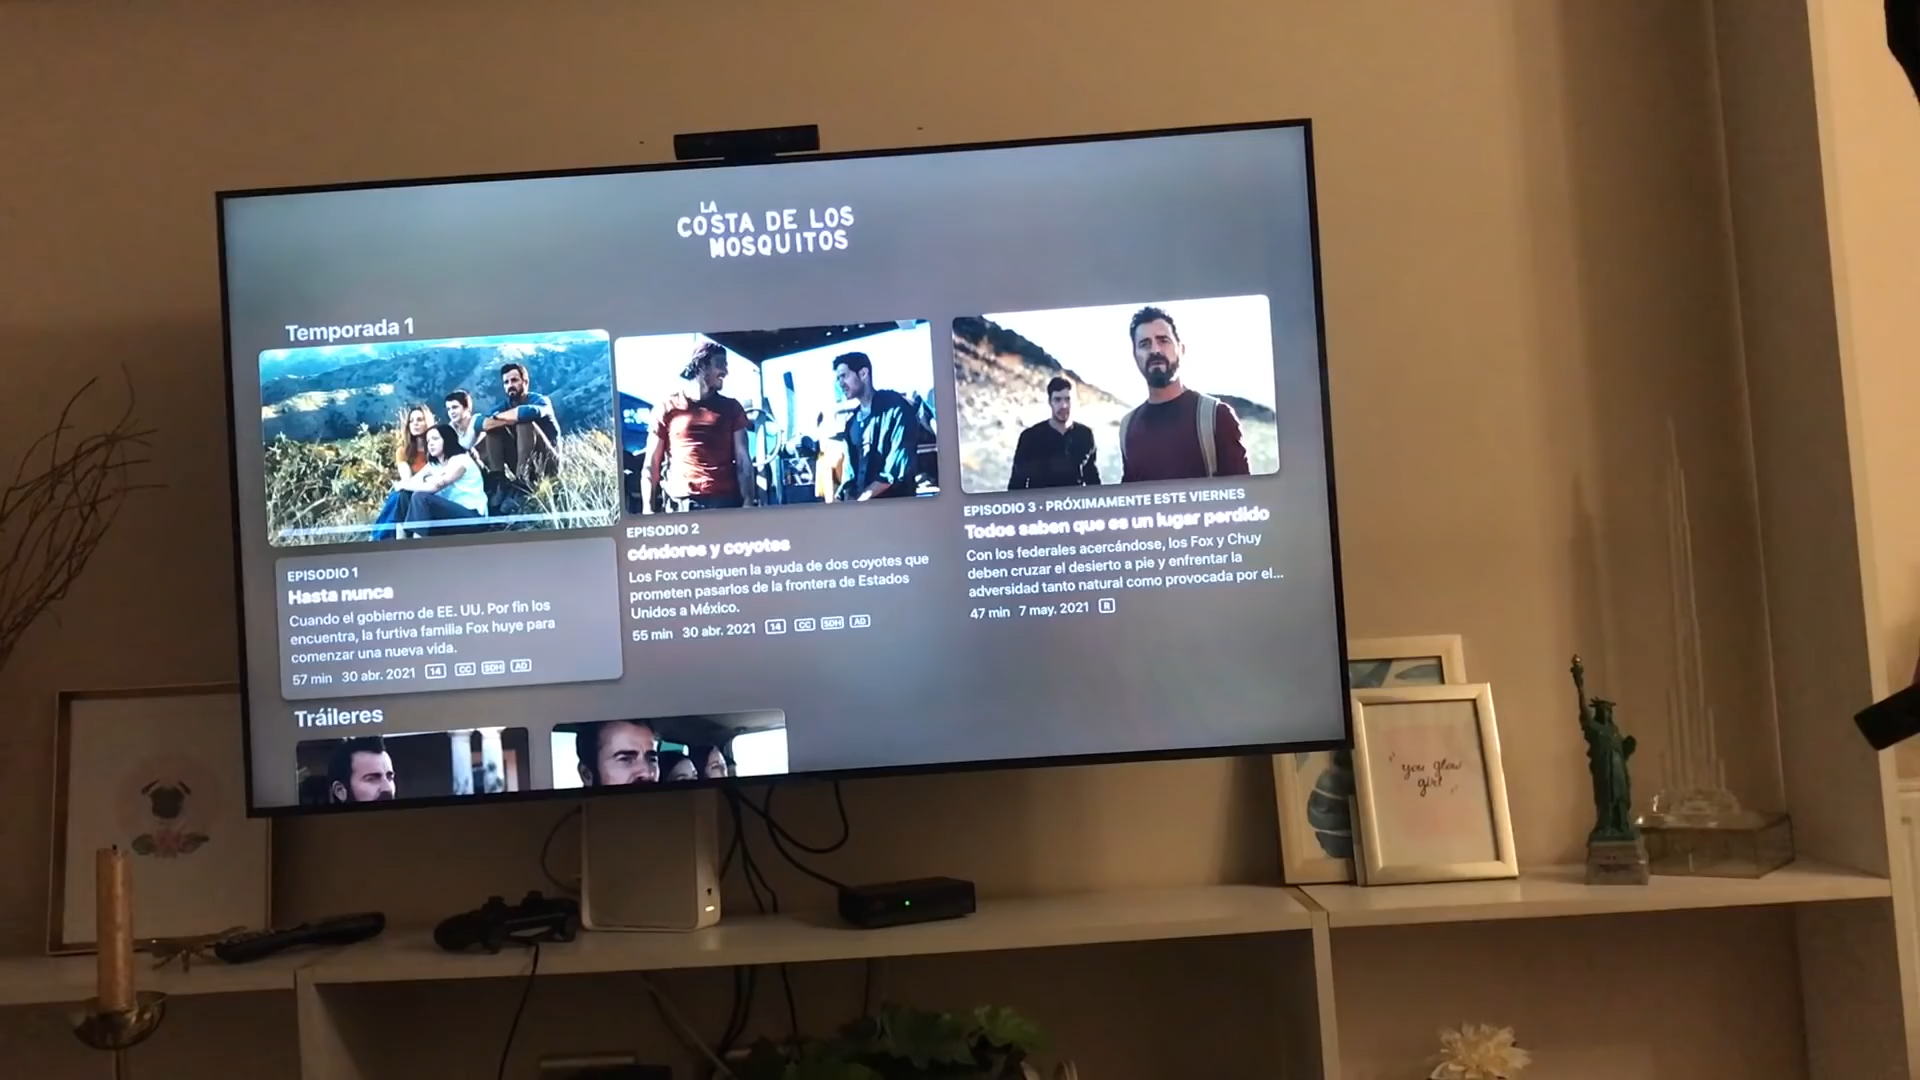 LA
COSTA DE LOS
MOSQUITOS
Temporada 1
EPISODIO 1
Hasta nunca
Cuando el gobierno de EE. UU. Por fin los
encuentra, la furtiva familia Fox huye para
comenzar una nueva vida.
57 min 30 abr. 2021 14 CC SDH AD
EPISODIO 2
cóndores y coyotes
Los Fox consiguen la ayuda de dos coyotes que
prometen pasarlos de la frontera de Estados
Unidos a México.
55 min 30 abr. 2021 14 CC SDH AD
EPISODIO 3 · PRÓXIMAMENTE ESTE VIERNES
Todos saben que es un lugar perdido
Con los federales acercándose, los Fox y Chuy
deben cruzar el desierto a pie y enfrentar la
adversidad tanto natural como provocada por el...
47 min 7 may. 2021 R
Tráileres
"you glow
girl"